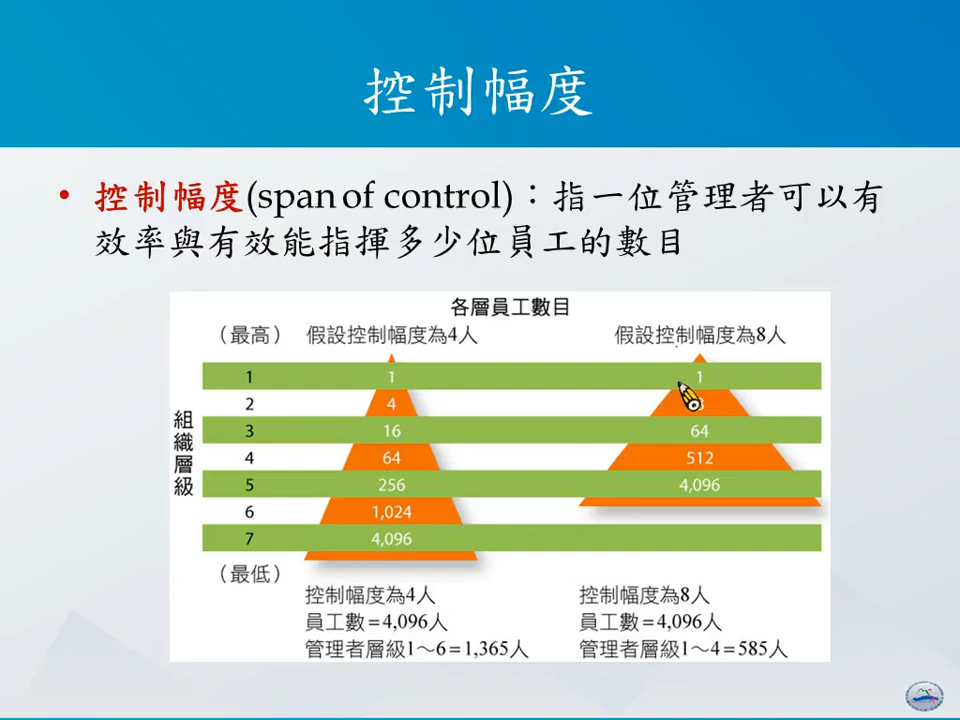 控制幅度
• 控制幅度(span of control)：指一位管理者可以有
效率與有效能指揮多少位員工的數目
各層員工數目
（最高） 假設控制幅度為4人 假設控制幅度為8人
1 1 1
2 4
3 16 64
4 64 512
5 256 4,096
6 1,024
7 4,096
組織層級
（最低）
控制幅度為4人 控制幅度為8人
員工數＝4,096人 員工數＝4,096人
管理者層級1～6＝1,365人 管理者層級1～4＝585人